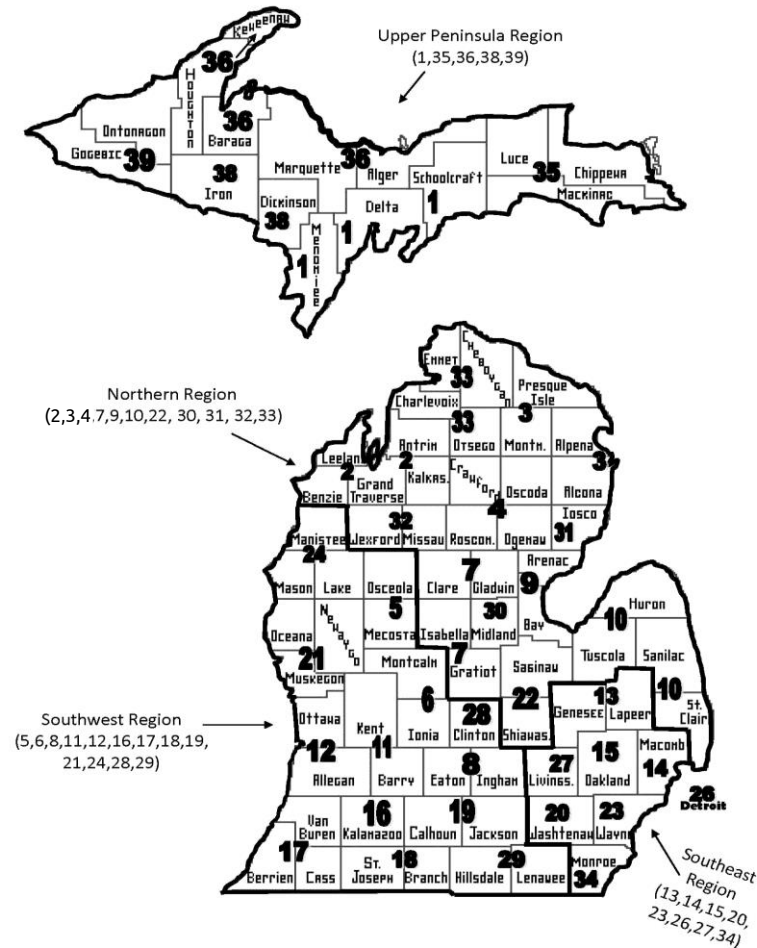 Keweenaw
Upper Peninsula Region
(1,35,36,38,39)
36
Houghton
36
Ontonagon
Baraga
Gogebic 39
38
Iron
Marquette 36
Alger
Schoolcraft
Luce
35
Chippewa
Mackinac
Dickinson
38
Delta
1
1
1
Menomiee
Emmet
33
Cheboygan
Presque
Isle
3
Northern Region
(2,3,4.7,9,10,22, 30, 31, 32,33)
Charlevoix
33
Antrim
Otsego
Montm.
Alpena
3
Leelan
2
2
Benzie
Grand
Traverse
Kalkas.
Crawford
4
Oscoda
Alcona
Iosco
31
32
Manistee
Wexford
Missau
Roscom.
Ogemaw
24
Arenac
7
9
Mason
Lake
Osceola
Clare
Gladwin
Huron
5
30
10
Oceana
Newaygo
Mecosta
Isabella
Midland
Bay
Tuscola
Sanilac
21
7
Montcalm
Gratiot
Saginaw
Muskegon
6
22
13
10
Southwest Region
(5,6,8,11,12,16,17,18,19,
21,24,28,29)
Ottawa
Kent
Ionia
28
Clinton
Shiawas.
Genesee
Lapeer
St.
Clair
12
11
8
27
15
Macomb
14
Allegan
Barry
Eaton
Ingham
Livings.
Oakland
26
Detroit
Van
Buren
16
Kalamazoo
19
Calhoun
Jackson
20
Washtenaw
23
Wayne
17
18
29
Berrien
Cass
St.
Joseph
Branch
Hillsdale
Lenawee
Monroe
34
Southeast
Region
(13,14,15,20,
23,26,27,34)